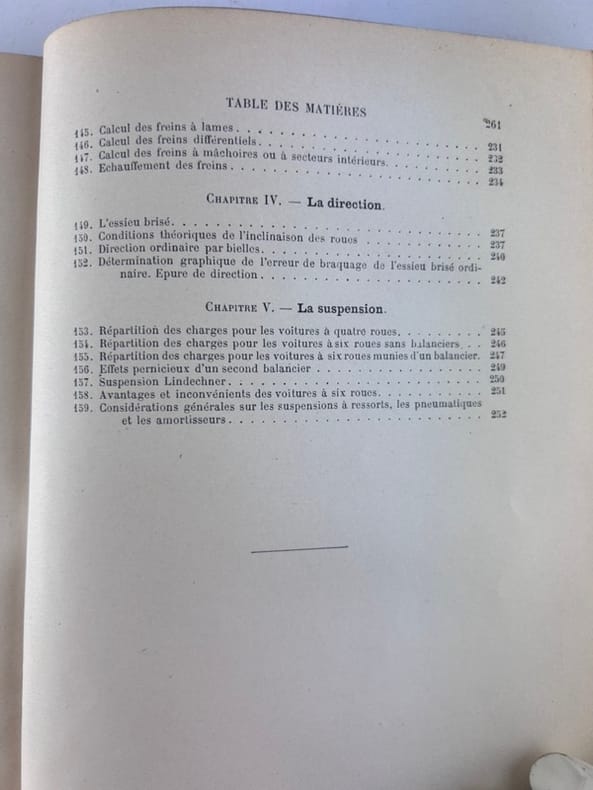 TABLE DES MATIÈRES 261
145. Calcul des freins à lames. . . . . . . . . . . . . 231
146. Calcul des freins différentiels. . . . . . . . . . . . . 232
147. Calcul des freins à mâchoires ou à secteurs intérieurs. . . . . . . 233
148. Echauffement des freins . . . . . . . . . . . . . 234
CHAPITRE IV. — La direction.
149. L'essieu brisé. . . . . . . . . . . . . 237
150. Conditions théoriques de l'inclinaison des roues . . . . . . . 237
151. Direction ordinaire par bielles. . . . . . . . . . . . . 240
152. Détermination graphique de l'erreur de braquage de l'essieu brisé ordi-
naire. Epure de direction . . . . . . . . . . . . . 242
CHAPITRE V. — La suspension.
153. Répartition des charges pour les voitures à quatre roues. . . . . . . 245
154. Répartition des charges pour les voitures à six roues sans balanciers . . 246
155. Répartition des charges pour les voitures à six roues munies d'un balancier. 247
156. Effets pernicieux d'un second balancier . . . . . . . . . . . . 249
157. Suspension Lindechner. . . . . . . . . . . . . 250
158. Avantages et inconvénients des voitures à six roues. . . . . . . . . 251
159. Considérations générales sur les suspensions à ressorts, les pneumatiques
et les amortisseurs . . . . . . . . . . . . . 252